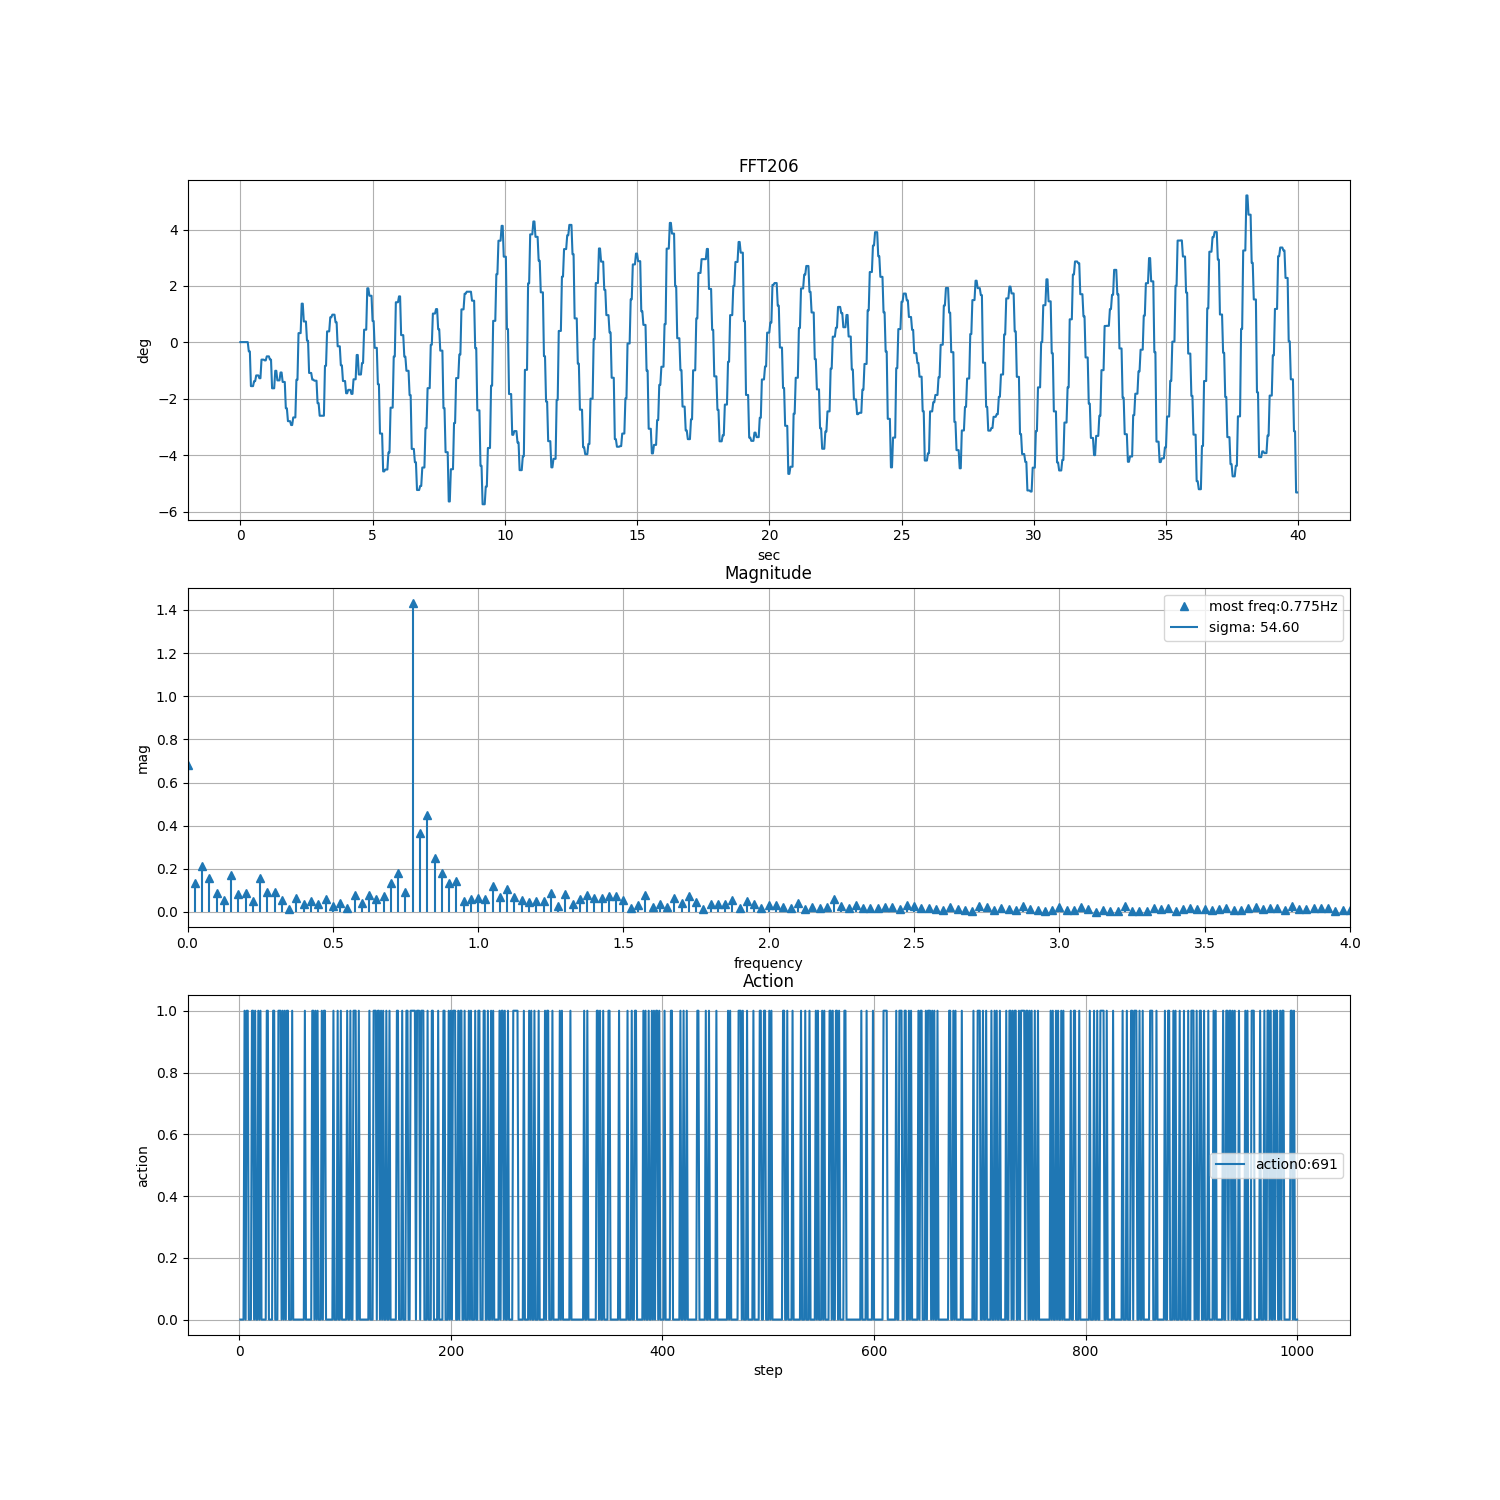 FFT206
4
2
0
−2
−4
−6
deg
0 5 10 15 20 25 30 35 40
sec
Magnitude
most freq:0.775Hz
sigma: 54.60
1.4
1.2
1.0
0.8
0.6
0.4
0.2
0.0
mag
0.0 0.5 1.0 1.5 2.0 2.5 3.0 3.5 4.0
frequency
Action
1.0
0.8
0.6
0.4
0.2
0.0
action
action0:691
0 200 400 600 800 1000
step